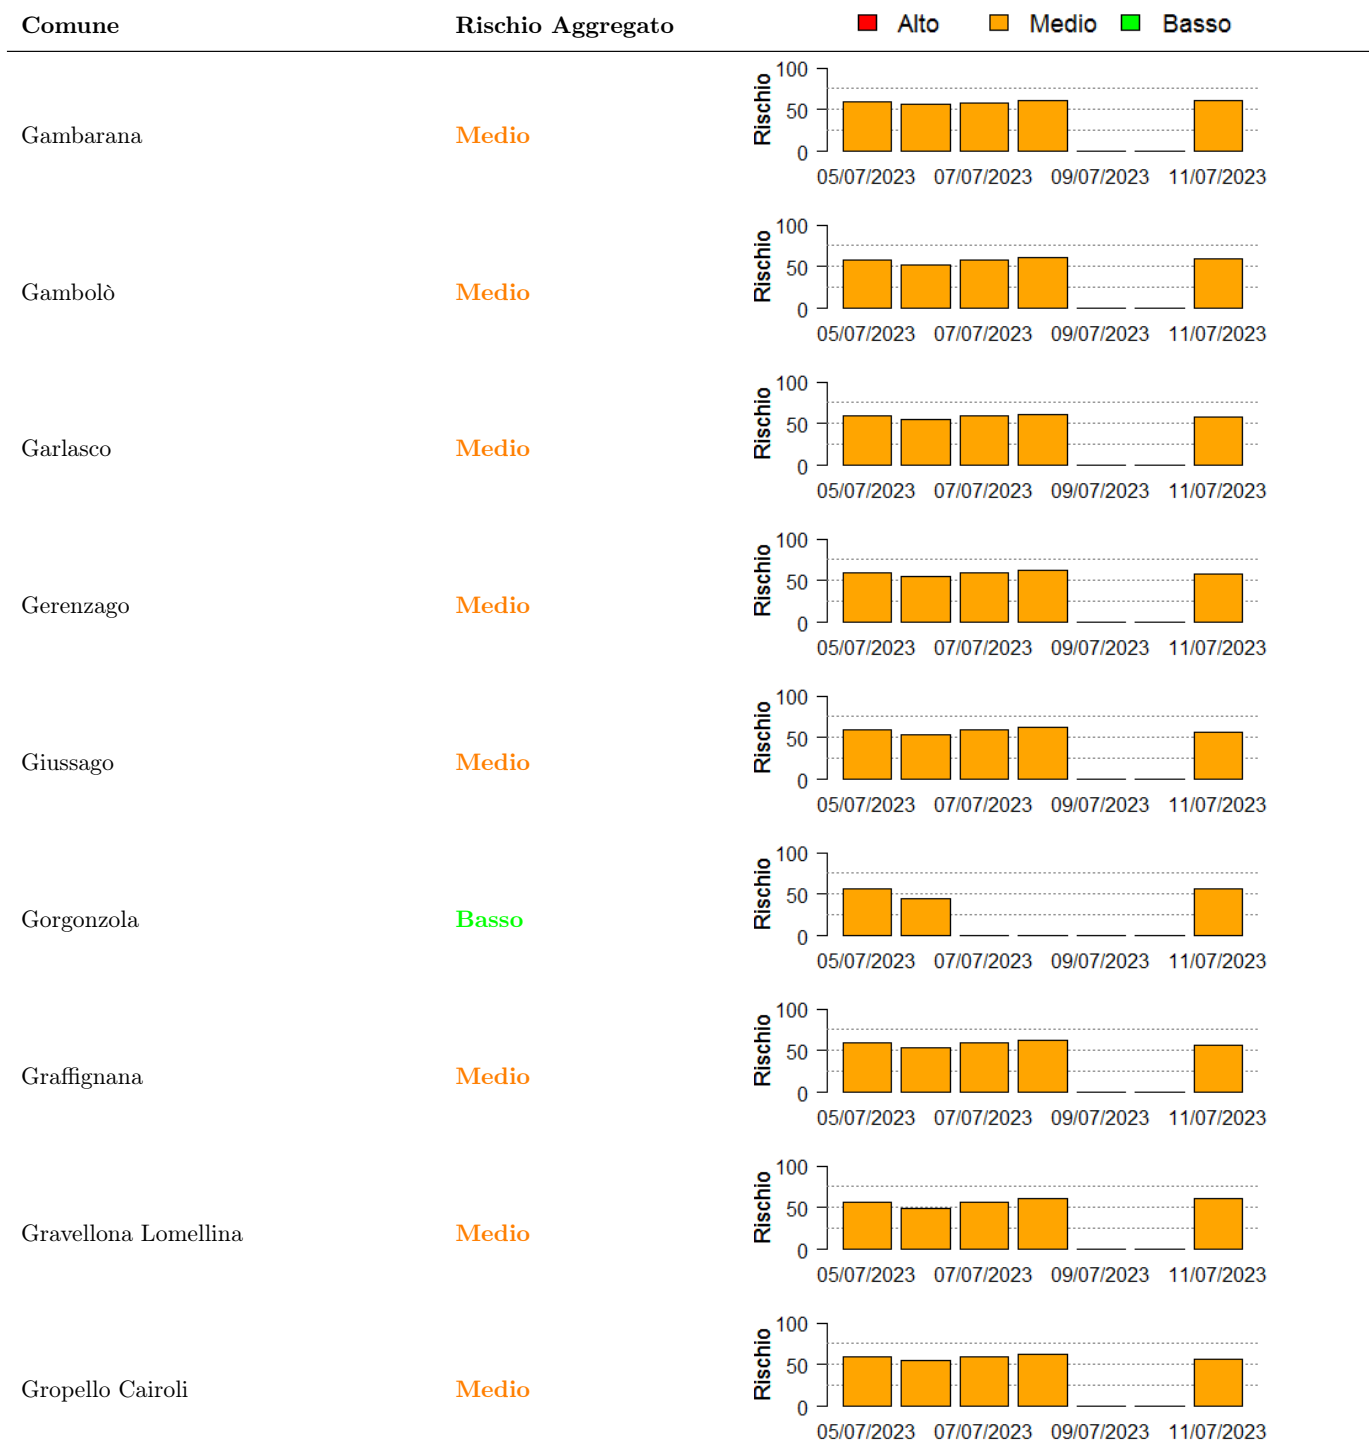 Comune Rischio Aggregato Alto Medio Basso
100
50
0
Rischio
Gambarana Medio
05/07/2023 07/07/2023 09/07/2023 11/07/2023
100
50
0
Rischio
Gambolò Medio
05/07/2023 07/07/2023 09/07/2023 11/07/2023
100
50
0
Rischio
Garlasco Medio
05/07/2023 07/07/2023 09/07/2023 11/07/2023
100
50
0
Rischio
Gerenzago Medio
05/07/2023 07/07/2023 09/07/2023 11/07/2023
100
50
0
Rischio
Giussago Medio
05/07/2023 07/07/2023 09/07/2023 11/07/2023
100
50
0
Rischio
Gorgonzola Basso
05/07/2023 07/07/2023 09/07/2023 11/07/2023
100
50
0
Rischio
Graffignana Medio
05/07/2023 07/07/2023 09/07/2023 11/07/2023
100
50
0
Rischio
Gravellona Lomellina Medio
05/07/2023 07/07/2023 09/07/2023 11/07/2023
100
50
0
Rischio
Gropello Cairoli Medio
05/07/2023 07/07/2023 09/07/2023 11/07/2023